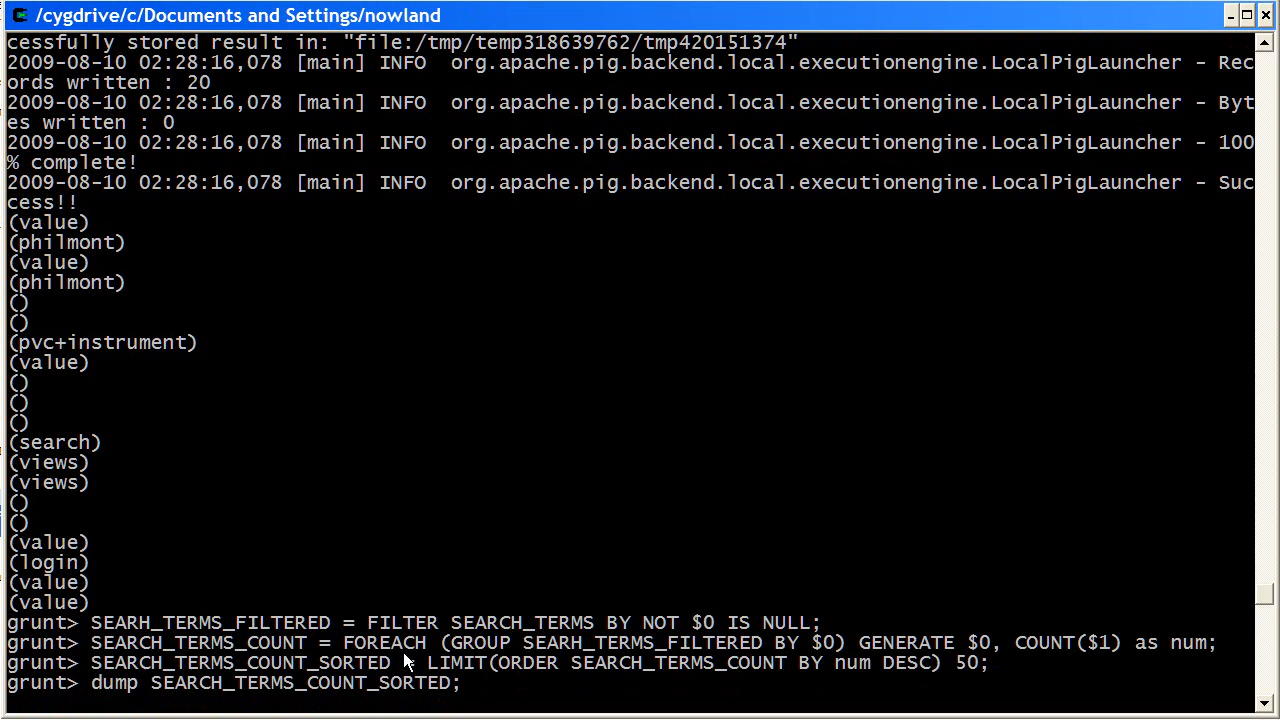 /cygdrive/c/Documents and Settings/nowland
cessfully stored result in: "file:/tmp/temp318639762/tmp420151374"
2009-08-10 02:28:16,078 [main] INFO  org.apache.pig.backend.local.executionengine.LocalPigLauncher - Rec
ords written : 20
2009-08-10 02:28:16,078 [main] INFO  org.apache.pig.backend.local.executionengine.LocalPigLauncher - Byt
es written : 0
2009-08-10 02:28:16,078 [main] INFO  org.apache.pig.backend.local.executionengine.LocalPigLauncher - 100
% complete!
2009-08-10 02:28:16,078 [main] INFO  org.apache.pig.backend.local.executionengine.LocalPigLauncher - Suc
cess!!
(value)
(philmont)
(value)
(philmont)
()
()
(pvc+instrument)
(value)
()
()
()
(search)
(views)
(views)
()
()
(value)
(login)
(value)
(value)
grunt> SEARH_TERMS_FILTERED = FILTER SEARCH_TERMS BY NOT $0 IS NULL;
grunt> SEARCH_TERMS_COUNT = FOREACH (GROUP SEARH_TERMS_FILTERED BY $0) GENERATE $0, COUNT($1) as num;
grunt> SEARCH_TERMS_COUNT_SORTED LIMIT(ORDER SEARCH_TERMS_COUNT BY num DESC) 50;
grunt> dump SEARCH_TERMS_COUNT_SORTED;